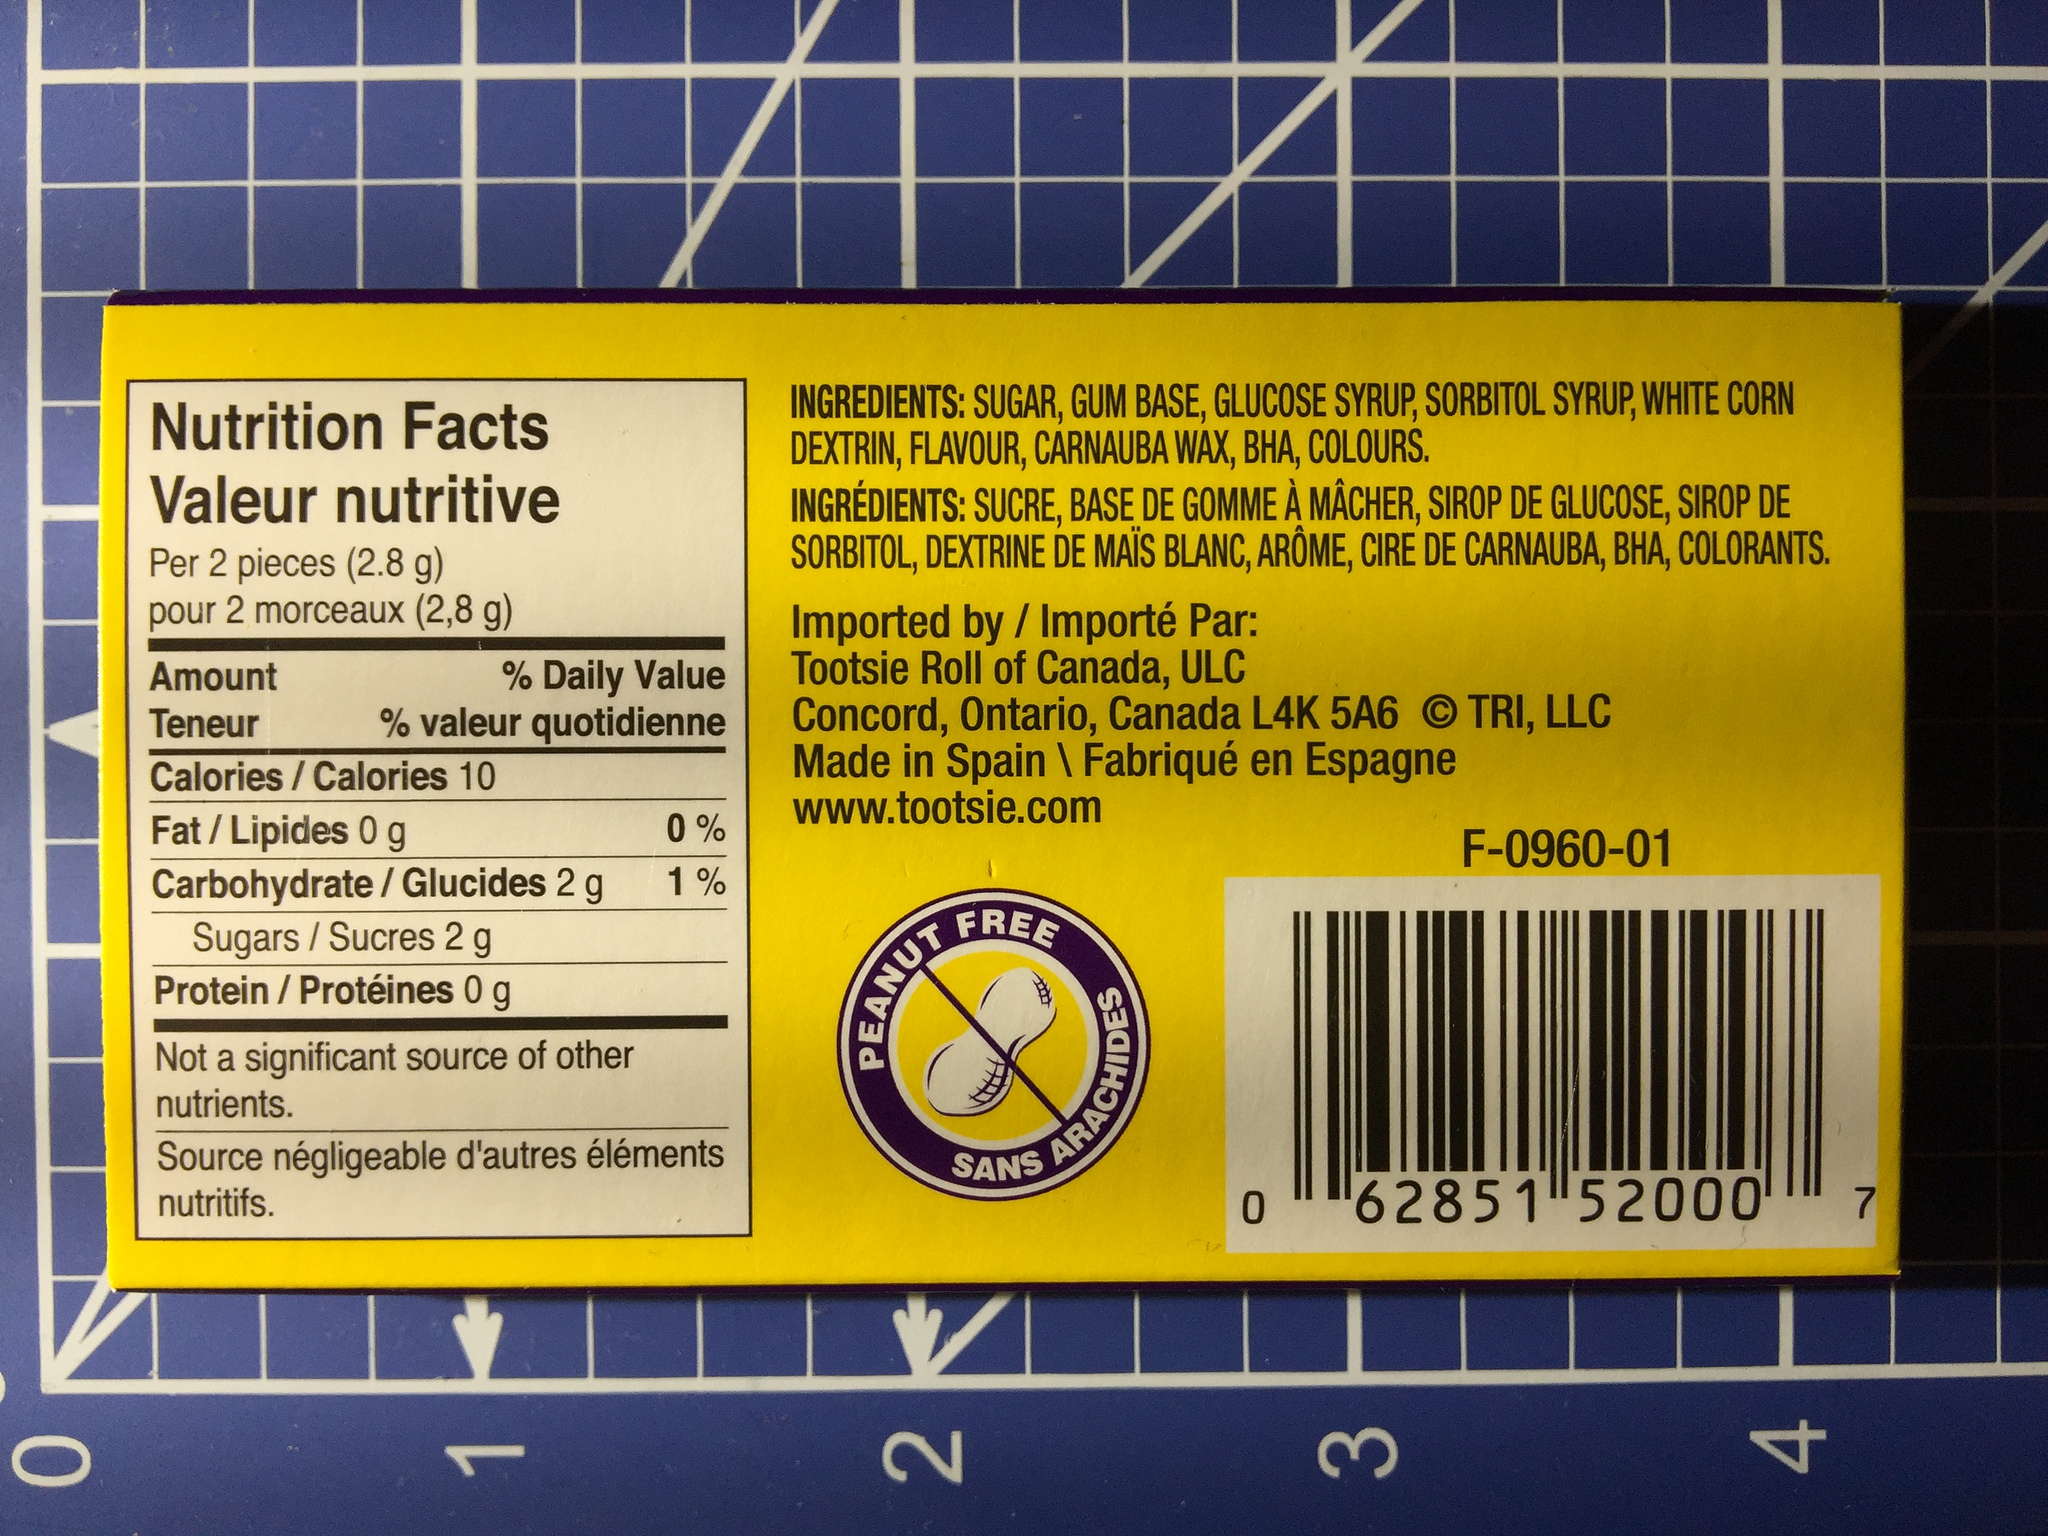 Nutrition Facts
Valeur nutritive
Per 2 pieces (2.8 g)
pour 2 morceaux (2,8 g)
Amount % Daily Value
Teneur % valeur quotidienne
Calories / Calories 10
Fat / Lipides 0 g 0 %
Carbohydrate / Glucides 2 g 1 %
Sugars / Sucres 2 g
Protein / Protéines 0 g
Not a significant source of other
nutrients.
Source négligeable d'autres éléments
nutritifs.
INGREDIENTS: SUGAR, GUM BASE, GLUCOSE SYRUP, SORBITOL SYRUP, WHITE CORN
DEXTRIN, FLAVOUR, CARNAUBA WAX, BHA, COLOURS.
INGRÉDIENTS: SUCRE, BASE DE GOMME À MÂCHER, SIROP DE GLUCOSE, SIROP DE
SORBITOL, DEXTRINE DE MAÏS BLANC, ARÔME, CIRE DE CARNAUBA, BHA, COLORANTS.
Imported by / Importé Par:
Tootsie Roll of Canada, ULC
Concord, Ontario, Canada L4K 5A6 © TRI, LLC
Made in Spain \ Fabriqué en Espagne
www.tootsie.com
F-0960-01
PEANUT FREE
SANS ARACHIDES
0 62851 52000 7
0 1 2 3 4